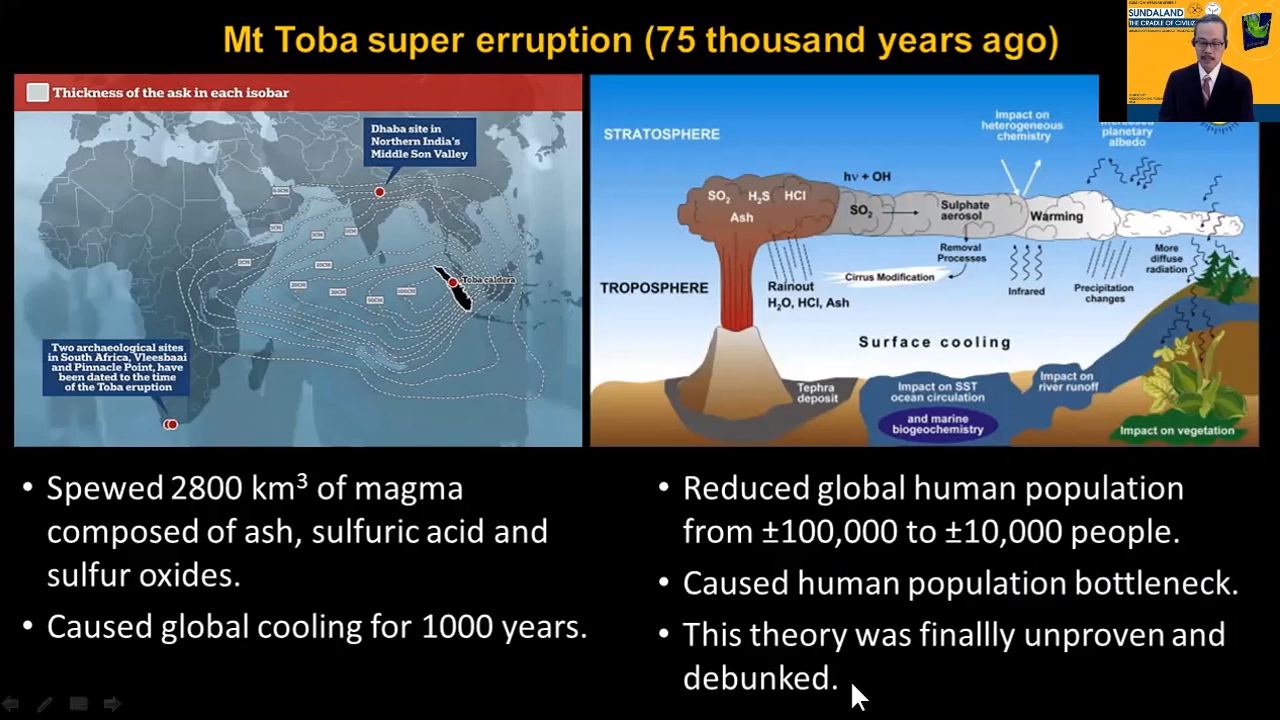 Mt Toba super erruption (75 thousand years ago)
SUNDALAND
THE CRADLE OF CIVILIZ
Thickness of the ask in each isobar
Dhaba site in
Northern India's
Middle Son Valley
Toba caldera
Two archaeological sites
in South Africa, Vleesbaai
and Pinnacle Point, have
been dated to the time
of the Toba eruption
STRATOSPHERE
Impact on
heterogeneous
chemistry
planetary
albedo
hv + OH
SO2 H2S HCl
Ash
SO2
Sulphate
aerosol
Warming
Removal
Processes
More
diffuse
radiation
Cirrus Modification
TROPOSPHERE
Rainout
H2O, HCl, Ash
Infrared
Precipitation
changes
Surface cooling
Tephra
deposit
Impact on SST
ocean circulation
and marine
biogeochemistry
Impact on
river runoff
Impact on vegetation
• Spewed 2800 km³ of magma
composed of ash, sulfuric acid and
sulfur oxides.
• Caused global cooling for 1000 years.
• Reduced global human population
from ±100,000 to ±10,000 people.
• Caused human population bottleneck.
• This theory was finallly unproven and
debunked.